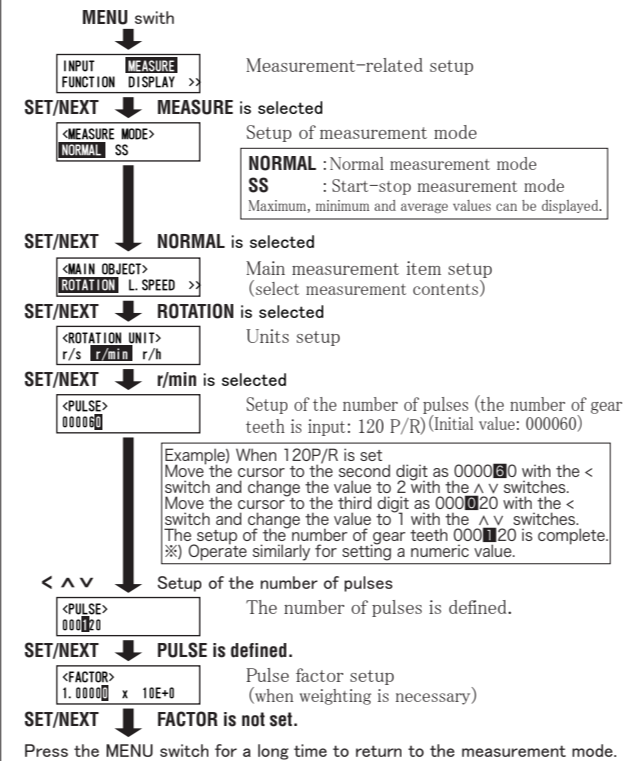 MENU swith
INPUT MEASURE
FUNCTION DISPLAY >>
Measurement-related setup
SET/NEXT MEASURE is selected
<MEASURE MODE>
NORMAL SS
Setup of measurement mode
NORMAL : Normal measurement mode
SS : Start-stop measurement mode
Maximum, minimum and average values can be displayed.
SET/NEXT NORMAL is selected
<MAIN OBJECT>
ROTATION L. SPEED >>
Main measurement item setup
(select measurement contents)
SET/NEXT ROTATION is selected
<ROTATION UNIT>
r/s r/min r/h
Units setup
SET/NEXT r/min is selected
<PULSE>
000060
Setup of the number of pulses (the number of gear
teeth is input: 120 P/R) (Initial value: 000060)
Example) When 120P/R is set
Move the cursor to the second digit as 000060 with the <
switch and change the value to 2 with the ∧ ∨ switches.
Move the cursor to the third digit as 000020 with the <
switch and change the value to 1 with the ∧ ∨ switches.
The setup of the number of gear teeth 000120 is complete.
※) Operate similarly for setting a numeric value.
< ∧ ∨ Setup of the number of pulses
<PULSE>
000120
The number of pulses is defined.
SET/NEXT PULSE is defined.
<FACTOR>
1.00000 x 10E+0
Pulse factor setup
(when weighting is necessary)
SET/NEXT FACTOR is not set.
Press the MENU switch for a long time to return to the measurement mode.